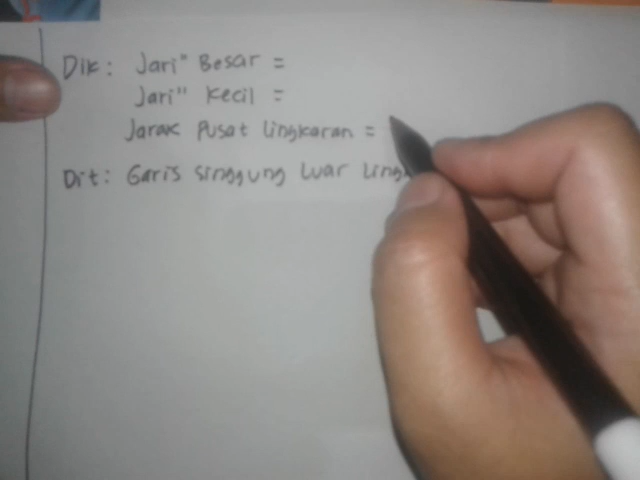 Dik: Jari" Besar =
Jari" Kecil =
Jarak Pusat Lingkaran =
Dit: Garis Singgung Luar